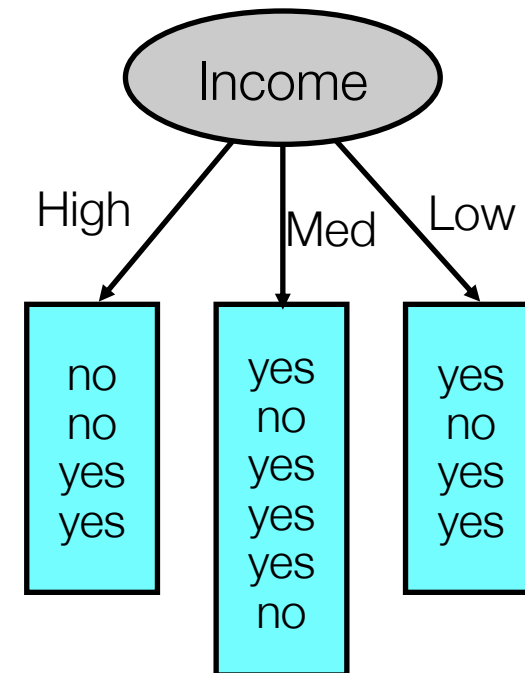 Income
High
Med
Low
no
no
yes
yes
yes
no
yes
yes
yes
no
yes
no
yes
yes